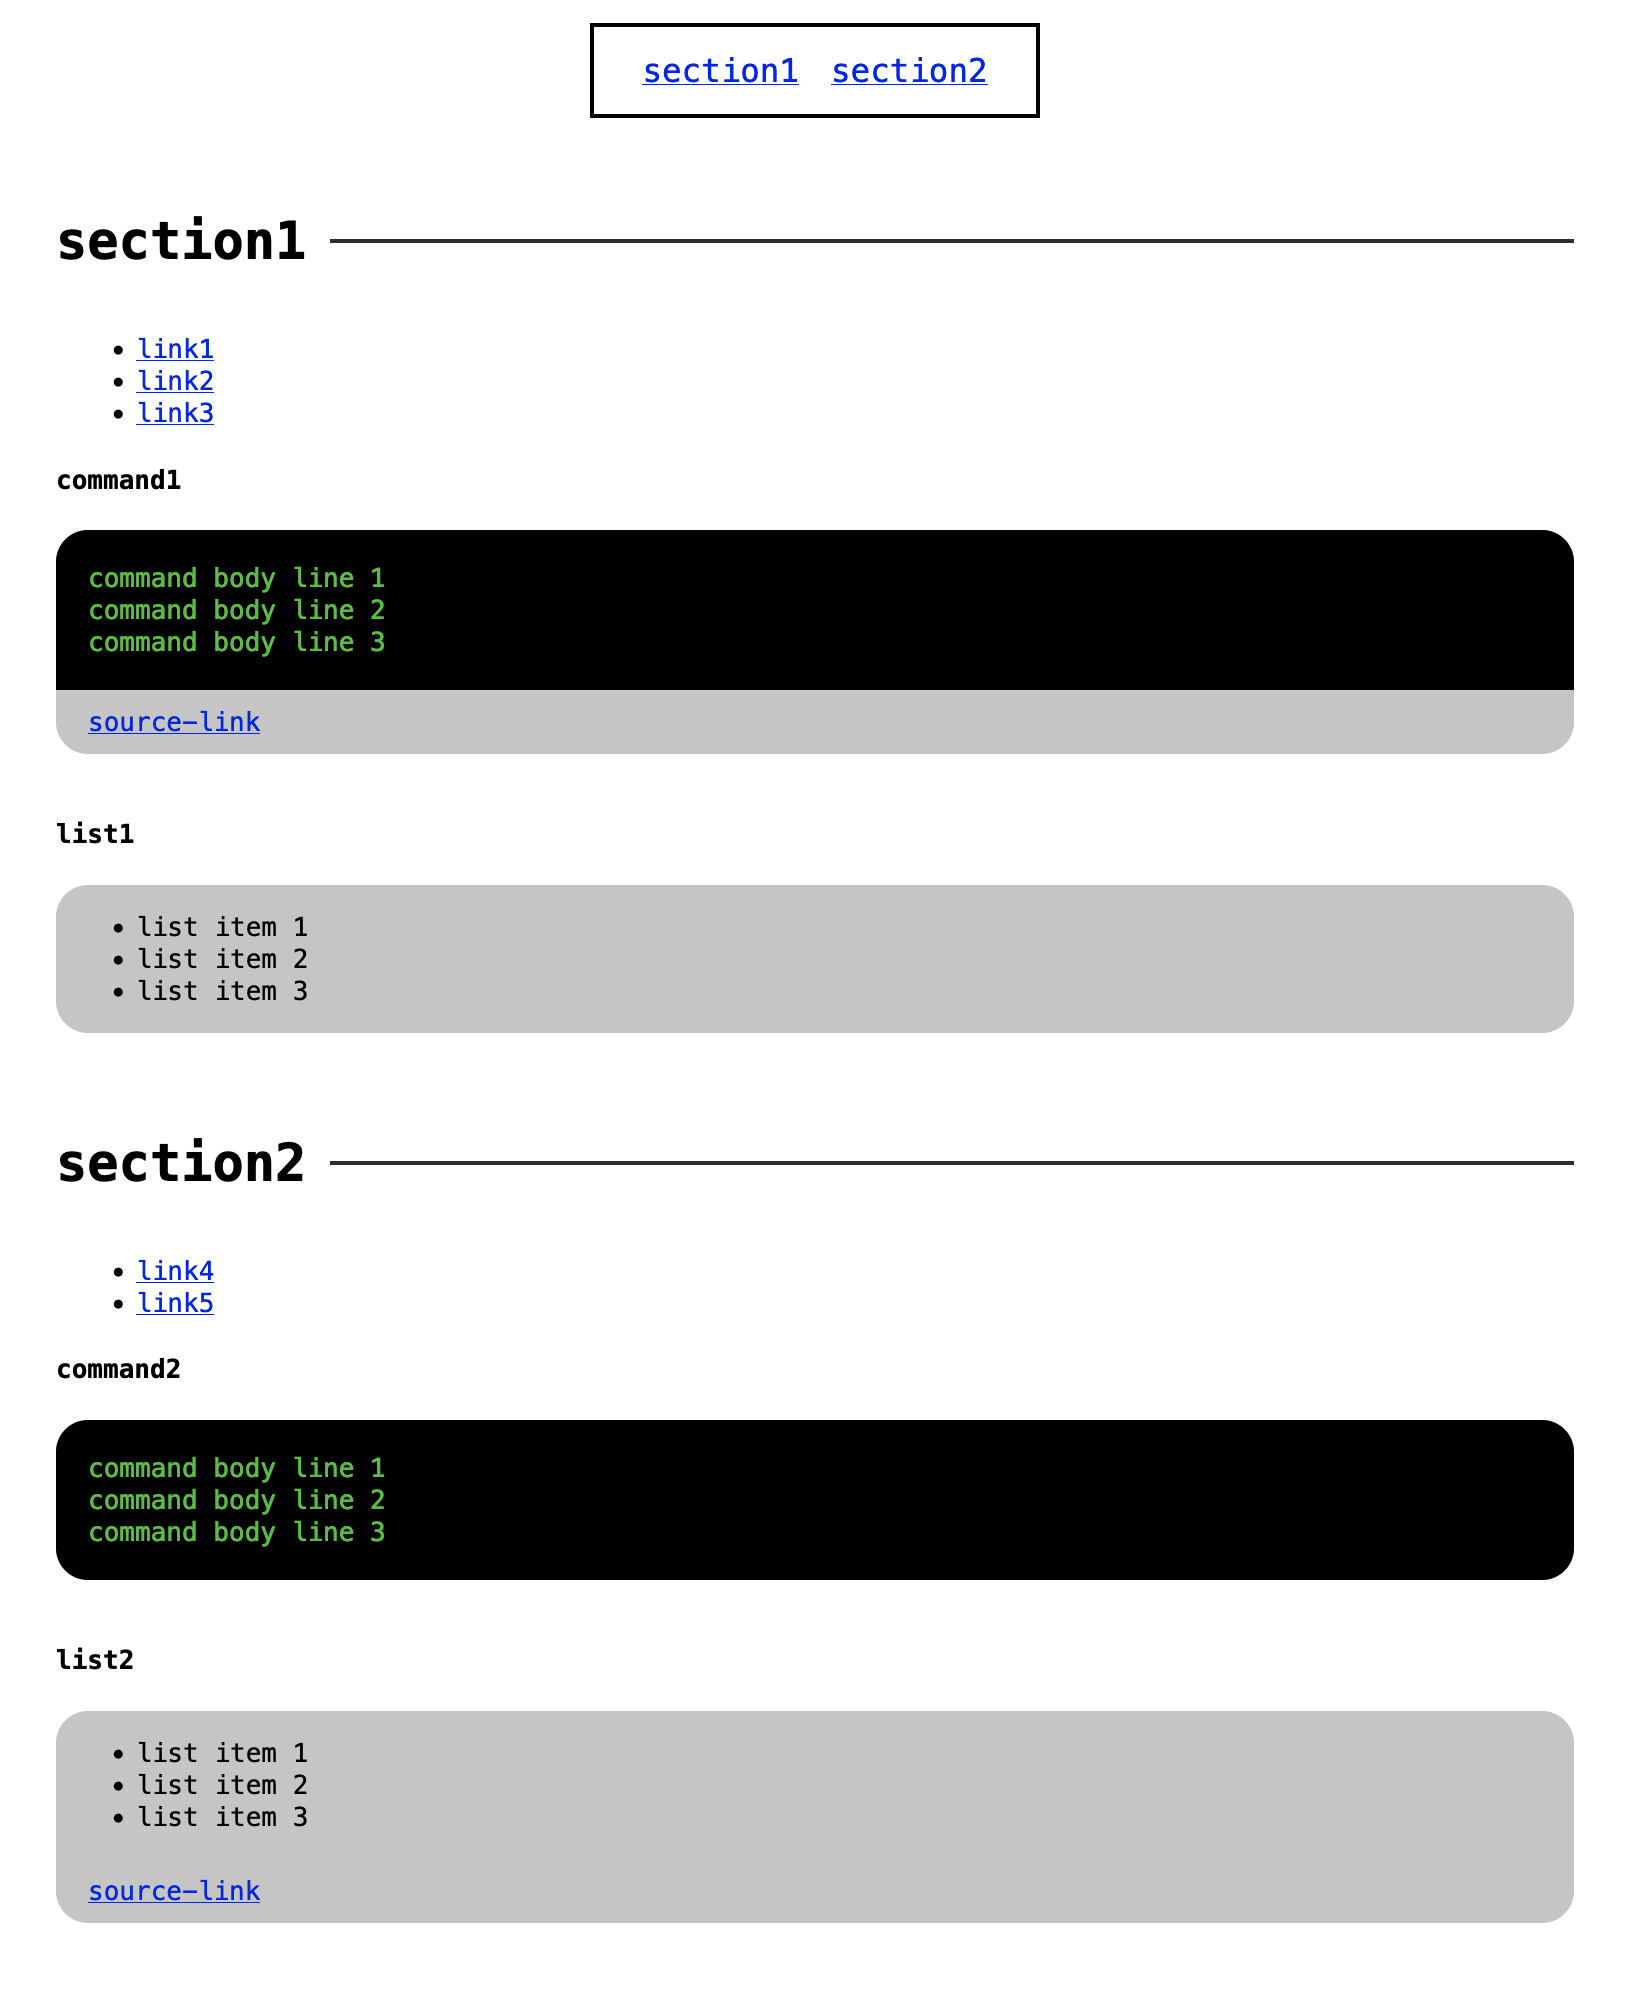 section1 section2
section1
link1
link2
link3
command1
command body line 1
command body line 2
command body line 3
source-link
list1
list item 1
list item 2
list item 3
section2
link4
link5
command2
command body line 1
command body line 2
command body line 3
list2
list item 1
list item 2
list item 3
source-link